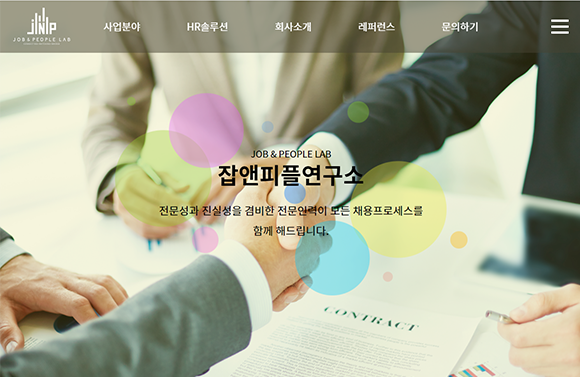 JNP
JOB & PEOPLE LAB
사업분야 HR솔루션 회사소개 레퍼런스 문의하기
JOB & PEOPLE LAB
잡앤피플연구소
전문성과 진실성을 겸비한 전문인력이 모든 채용프로세스를
함께 해드립니다.
CONTRACT